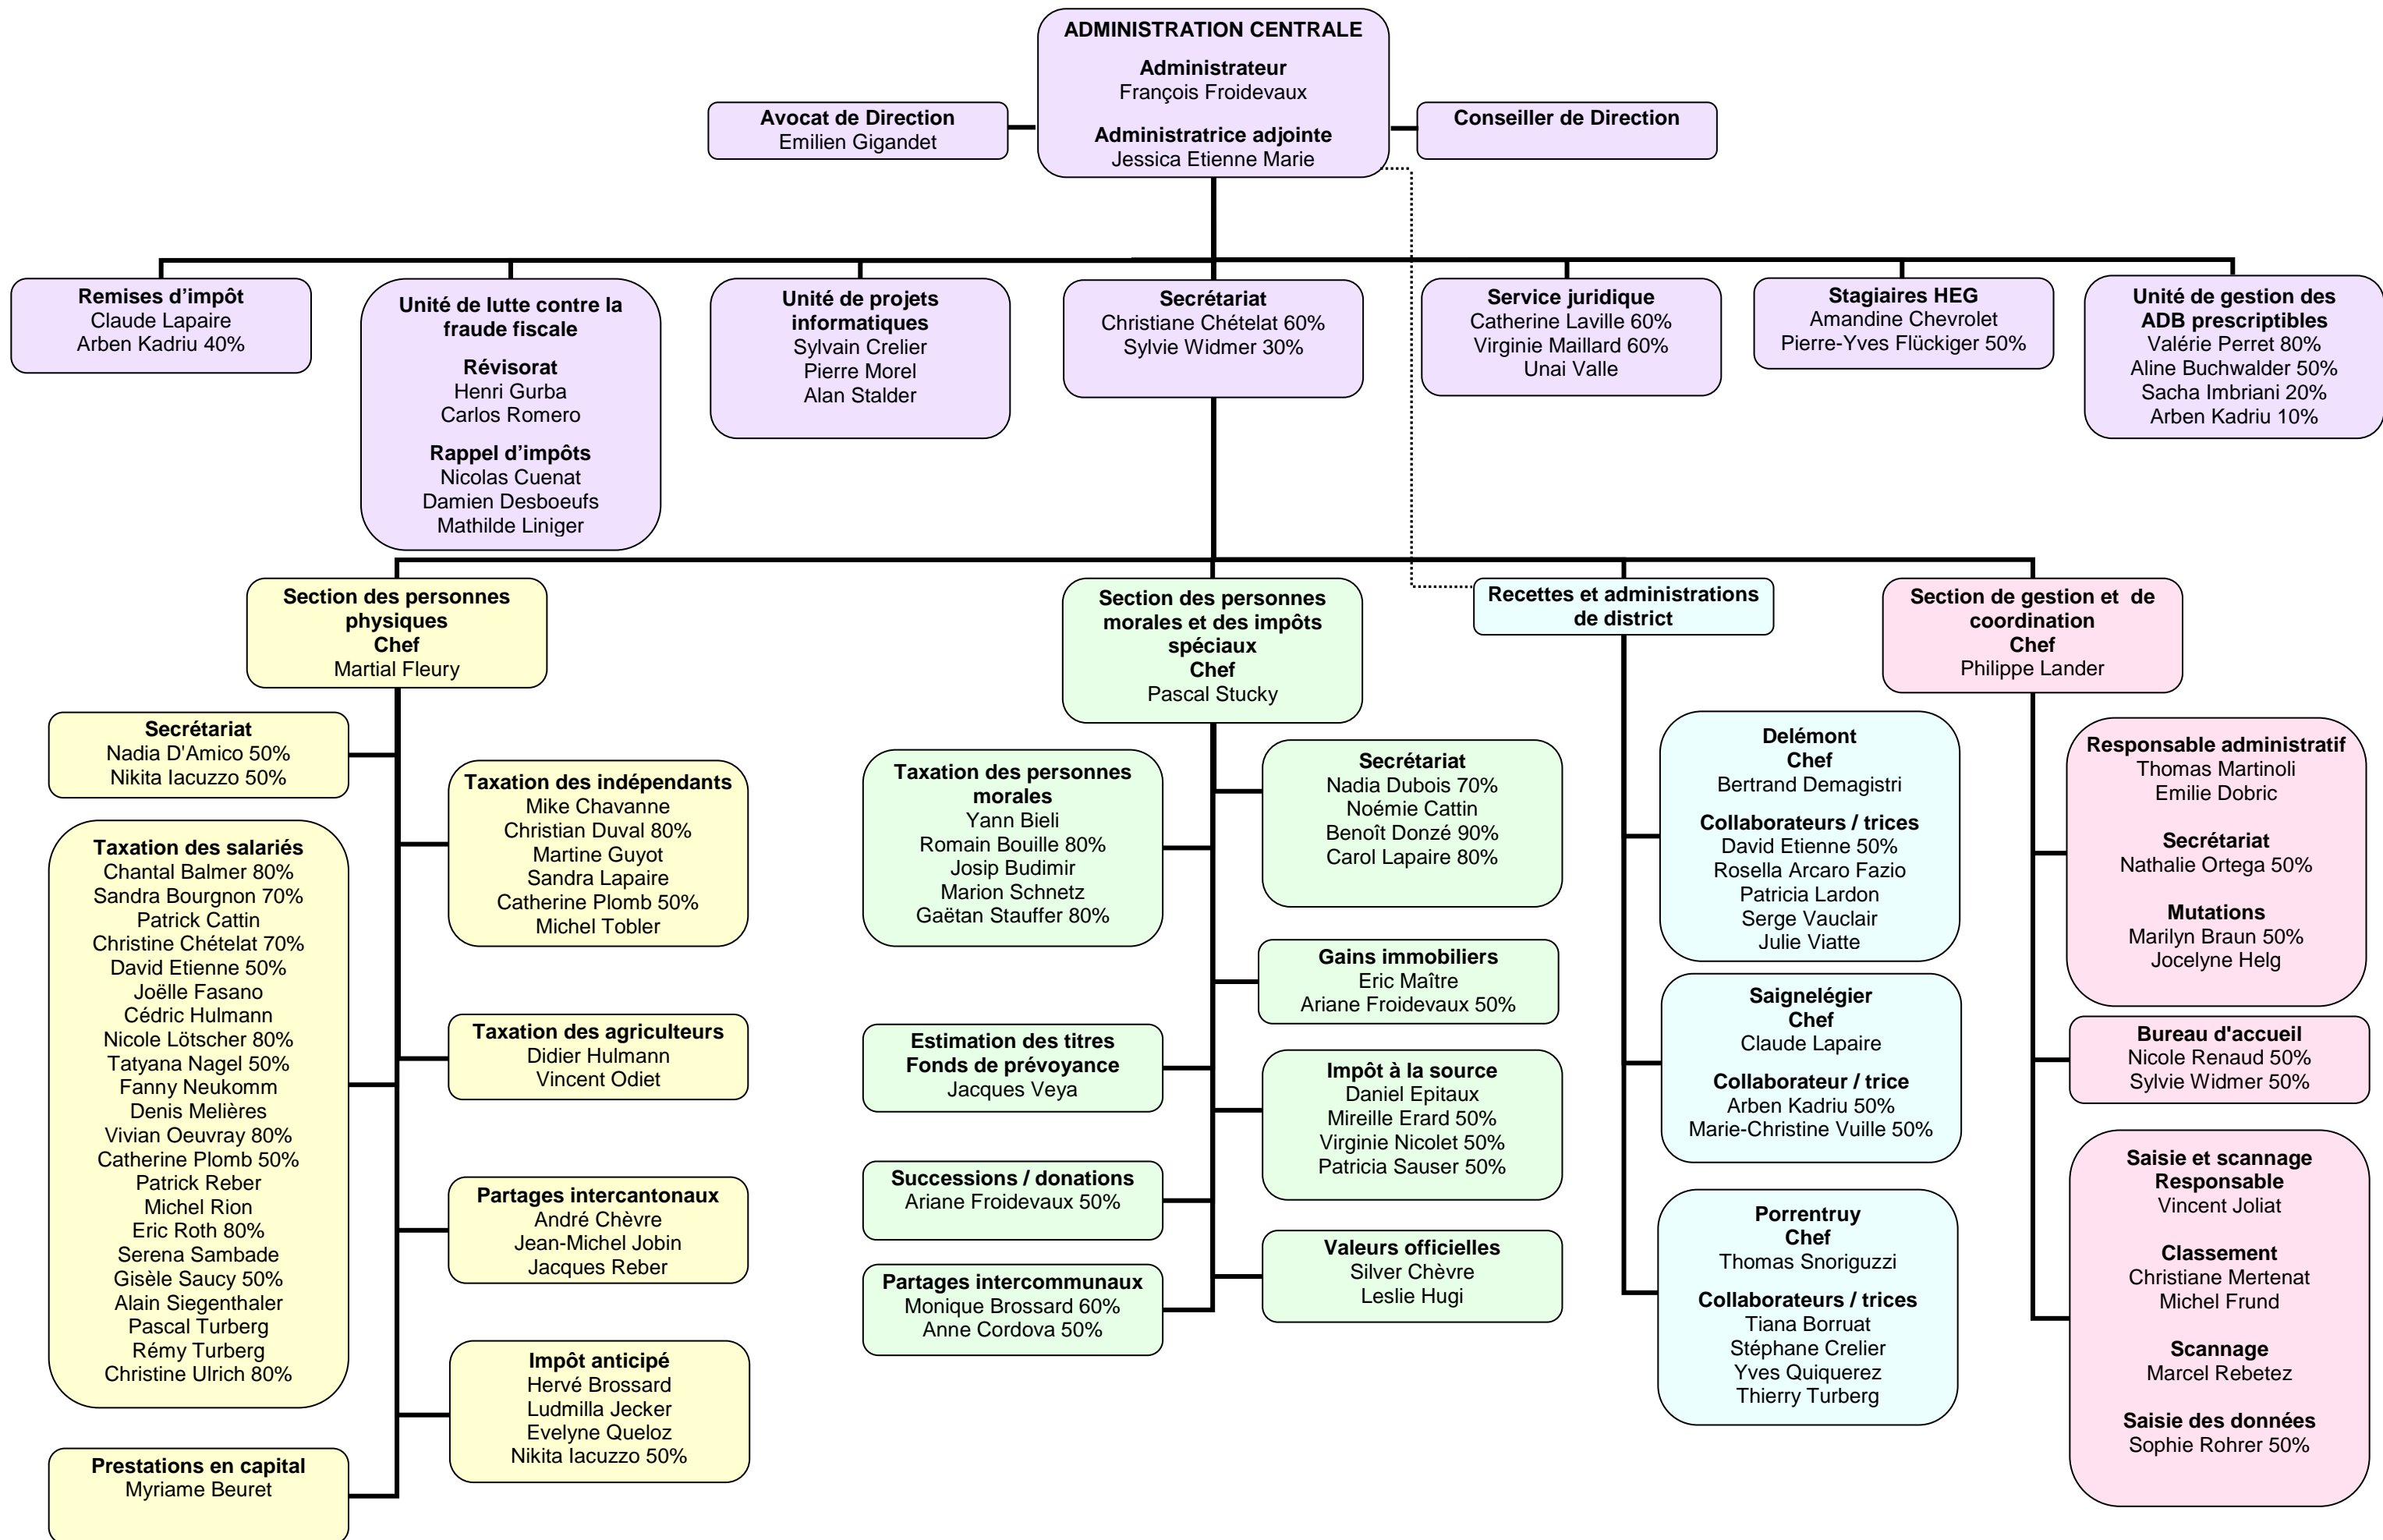 ADMINISTRATION CENTRALE
Administrateur
François Froidevaux
Administratrice adjointe
Jessica Etienne Marie
Avocat de Direction
Emilien Gigandet
Conseiller de Direction
Remises d’impôt
Claude Lapaire
Arben Kadriu 40%
Unité de lutte contre la
fraude fiscale
Révisorat
Henri Gurba
Carlos Romero
Rappel d’impôts
Nicolas Cuenat
Damien Desboeufs
Mathilde Liniger
Unité de projets
informatiques
Sylvain Crelier
Pierre Morel
Alan Stalder
Secrétariat
Christiane Chételat 60%
Sylvie Widmer 30%
Service juridique
Catherine Laville 60%
Virginie Maillard 60%
Unai Valle
Stagiaires HEG
Amandine Chevrolet
Pierre-Yves Flückiger 50%
Unité de gestion des
ADB prescriptibles
Valérie Perret 80%
Aline Buchwalder 50%
Sacha Imbriani 20%
Arben Kadriu 10%
Section des personnes
physiques
Chef
Martial Fleury
Secrétariat
Nadia D'Amico 50%
Nikita Iacuzzo 50%
Taxation des salariés
Chantal Balmer 80%
Sandra Bourgnon 70%
Patrick Cattin
Christine Chételat 70%
David Etienne 50%
Joëlle Fasano
Cédric Hulmann
Nicole Lötscher 80%
Tatyana Nagel 50%
Fanny Neukomm
Denis Melières
Vivian Oeuvray 80%
Catherine Plomb 50%
Patrick Reber
Michel Rion
Eric Roth 80%
Serena Sambade
Gisèle Saucy 50%
Alain Siegenthaler
Pascal Turberg
Rémy Turberg
Christine Ulrich 80%
Prestations en capital
Myriame Beuret
Taxation des indépendants
Mike Chavanne
Christian Duval 80%
Martine Guyot
Sandra Lapaire
Catherine Plomb 50%
Michel Tobler
Taxation des agriculteurs
Didier Hulmann
Vincent Odiet
Partages intercantonaux
André Chèvre
Jean-Michel Jobin
Jacques Reber
Impôt anticipé
Hervé Brossard
Ludmilla Jecker
Evelyne Queloz
Nikita Iacuzzo 50%
Section des personnes
morales et des impôts
spéciaux
Chef
Pascal Stucky
Taxation des personnes
morales
Yann Bieli
Romain Bouille 80%
Josip Budimir
Marion Schnetz
Gaëtan Stauffer 80%
Estimation des titres
Fonds de prévoyance
Jacques Veya
Successions / donations
Ariane Froidevaux 50%
Partages intercommunaux
Monique Brossard 60%
Anne Cordova 50%
Secrétariat
Nadia Dubois 70%
Noémie Cattin
Benoît Donzé 90%
Carol Lapaire 80%
Gains immobiliers
Eric Maître
Ariane Froidevaux 50%
Impôt à la source
Daniel Epitaux
Mireille Erard 50%
Virginie Nicolet 50%
Patricia Sauser 50%
Valeurs officielles
Silver Chèvre
Leslie Hugi
Recettes et administrations
de district
Delémont
Chef
Bertrand Demagistri
Collaborateurs / trices
David Etienne 50%
Rosella Arcaro Fazio
Patricia Lardon
Serge Vauclair
Julie Viatte
Saignelégier
Chef
Claude Lapaire
Collaborateur / trice
Arben Kadriu 50%
Marie-Christine Vuille 50%
Porrentruy
Chef
Thomas Snoriguzzi
Collaborateurs / trices
Tiana Borruat
Stéphane Crelier
Yves Quiquerez
Thierry Turberg
Section de gestion et  de
coordination
Chef
Philippe Lander
Responsable administratif
Thomas Martinoli
Emilie Dobric
Secrétariat
Nathalie Ortega 50%
Mutations
Marilyn Braun 50%
Jocelyne Helg
Bureau d'accueil
Nicole Renaud 50%
Sylvie Widmer 50%
Saisie et scannage
Responsable
Vincent Joliat
Classement
Christiane Mertenat
Michel Frund
Scannage
Marcel Rebetez
Saisie des données
Sophie Rohrer 50%